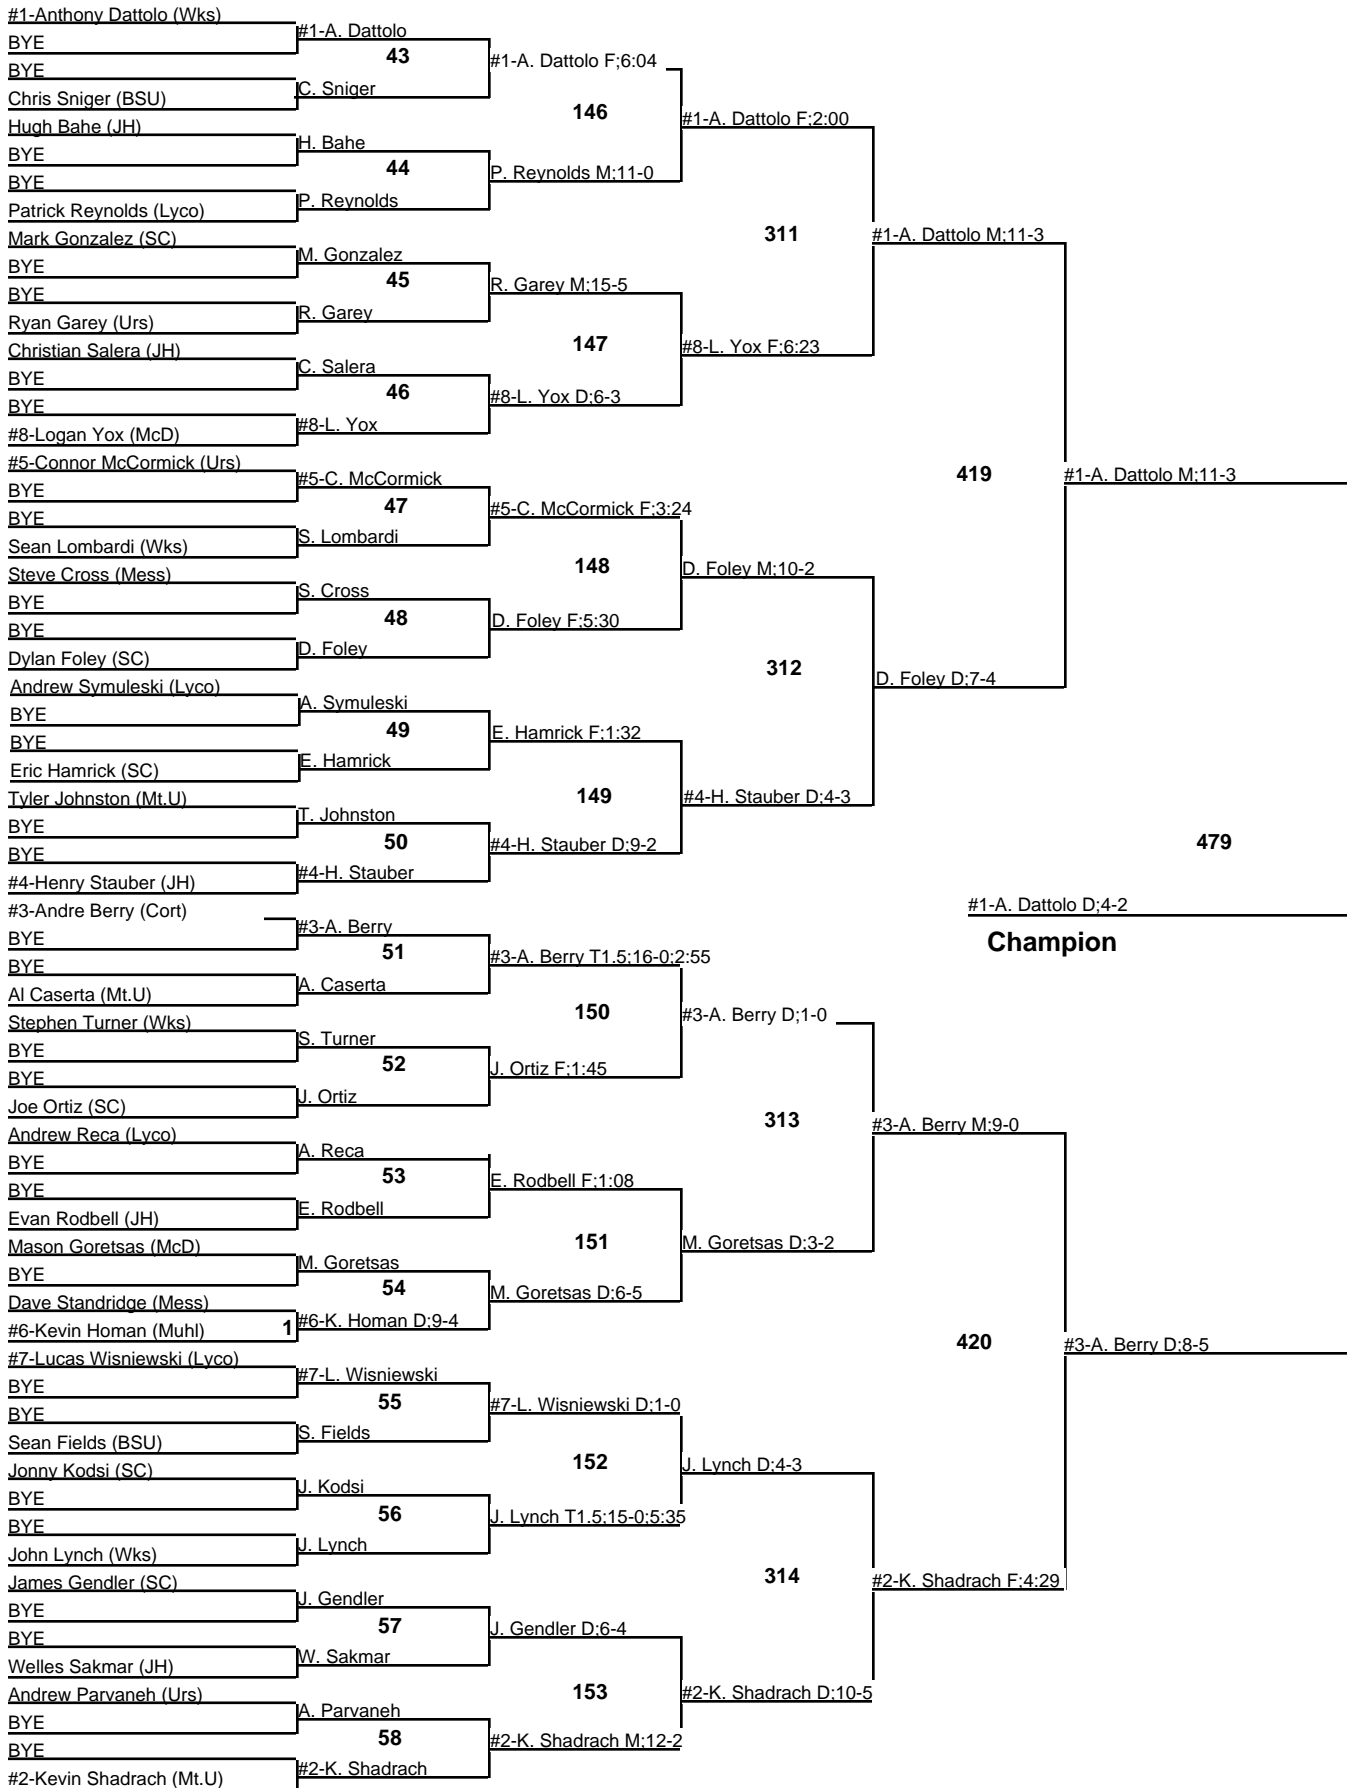 #1-Anthony Dattolo (Wks)
BYE
BYE
Chris Sniger (BSU)
Hugh Bahe (JH)
BYE
BYE
Patrick Reynolds (Lyco)
Mark Gonzalez (SC)
BYE
BYE
Ryan Garey (Urs)
Christian Salera (JH)
BYE
BYE
#8-Logan Yox (McD)
#5-Connor McCormick (Urs)
BYE
BYE
Sean Lombardi (Wks)
Steve Cross (Mess)
BYE
BYE
Dylan Foley (SC)
Andrew Symuleski (Lyco)
BYE
BYE
Eric Hamrick (SC)
Tyler Johnston (Mt.U)
BYE
BYE
#4-Henry Stauber (JH)
#3-Andre Berry (Cort)
BYE
BYE
Al Caserta (Mt.U)
Stephen Turner (Wks)
BYE
BYE
Joe Ortiz (SC)
Andrew Reca (Lyco)
BYE
BYE
Evan Rodbell (JH)
Mason Goretsas (McD)
BYE
Dave Standridge (Mess)
#6-Kevin Homan (Muhl) 1
#7-Lucas Wisniewski (Lyco)
BYE
BYE
Sean Fields (BSU)
Jonny Kodsi (SC)
BYE
BYE
John Lynch (Wks)
James Gendler (SC)
BYE
BYE
Welles Sakmar (JH)
Andrew Parvaneh (Urs)
BYE
BYE
#2-Kevin Shadrach (Mt.U)
#1-A. Dattolo
43
C. Sniger
H. Bahe
44
P. Reynolds
M. Gonzalez
45
R. Garey
C. Salera
46
#8-L. Yox
#5-C. McCormick
47
S. Lombardi
S. Cross
48
D. Foley
A. Symuleski
49
E. Hamrick
T. Johnston
50
#4-H. Stauber
#3-A. Berry
51
A. Caserta
S. Turner
52
J. Ortiz
A. Reca
53
E. Rodbell
M. Goretsas
54
#6-K. Homan D;9-4
#7-L. Wisniewski
55
S. Fields
J. Kodsi
56
J. Lynch
J. Gendler
57
W. Sakmar
A. Parvaneh
58
#2-K. Shadrach
#1-A. Dattolo F;6:04
146
P. Reynolds M;11-0
R. Garey M;15-5
147
#8-L. Yox D;6-3
#5-C. McCormick F;3:24
148
D. Foley F;5:30
E. Hamrick F;1:32
149
#4-H. Stauber D;9-2
#3-A. Berry T1.5;16-0;2:55
150
J. Ortiz F;1:45
E. Rodbell F;1:08
151
M. Goretsas D;6-5
#7-L. Wisniewski D;1-0
152
J. Lynch T1.5;15-0;5:35
J. Gendler D;6-4
153
#2-K. Shadrach M;12-2
#1-A. Dattolo F;2:00
311
#8-L. Yox F;6:23
D. Foley M;10-2
312
#4-H. Stauber D;4-3
#3-A. Berry D;1-0
313
M. Goretsas D;3-2
J. Lynch D;4-3
314
#2-K. Shadrach D;10-5
#1-A. Dattolo M;11-3
419
D. Foley D;7-4
#3-A. Berry M;9-0
420
#2-K. Shadrach F;4:29
#1-A. Dattolo M;11-3
479
#3-A. Berry D;8-5
#1-A. Dattolo D;4-2
Champion